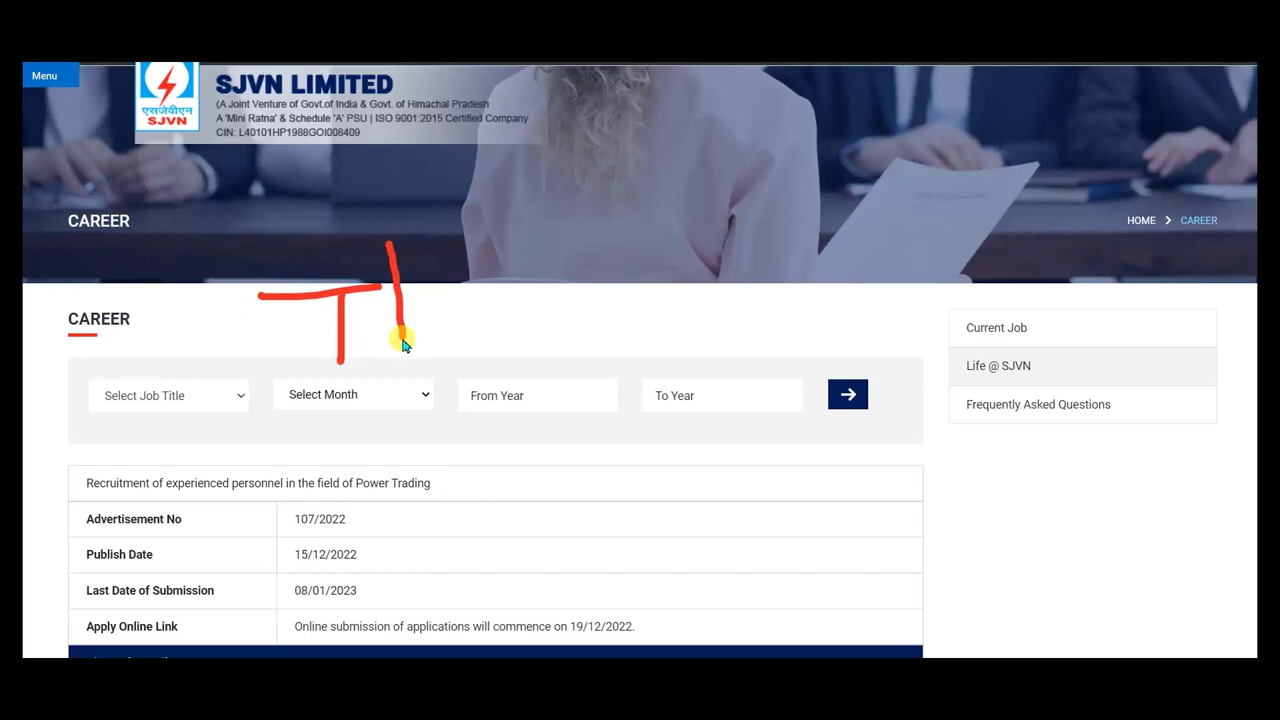 Menu
एसजेवीएन
SJVN
SJVN LIMITED
(A Joint Venture of Govt.of India & Govt. of Himachal Pradesh
A 'Mini Ratna' & Schedule 'A' PSU | ISO 9001:2015 Certified Company
CIN: L40101HP1988GOI008409
CAREER
HOME CAREER
CAREER
Select Job Title Select Month From Year To Year
Current Job
Life @ SJVN
Frequently Asked Questions
Recruitment of experienced personnel in the field of Power Trading
Advertisement No 107/2022
Publish Date 15/12/2022
Last Date of Submission 08/01/2023
Apply Online Link Online submission of applications will commence on 19/12/2022.